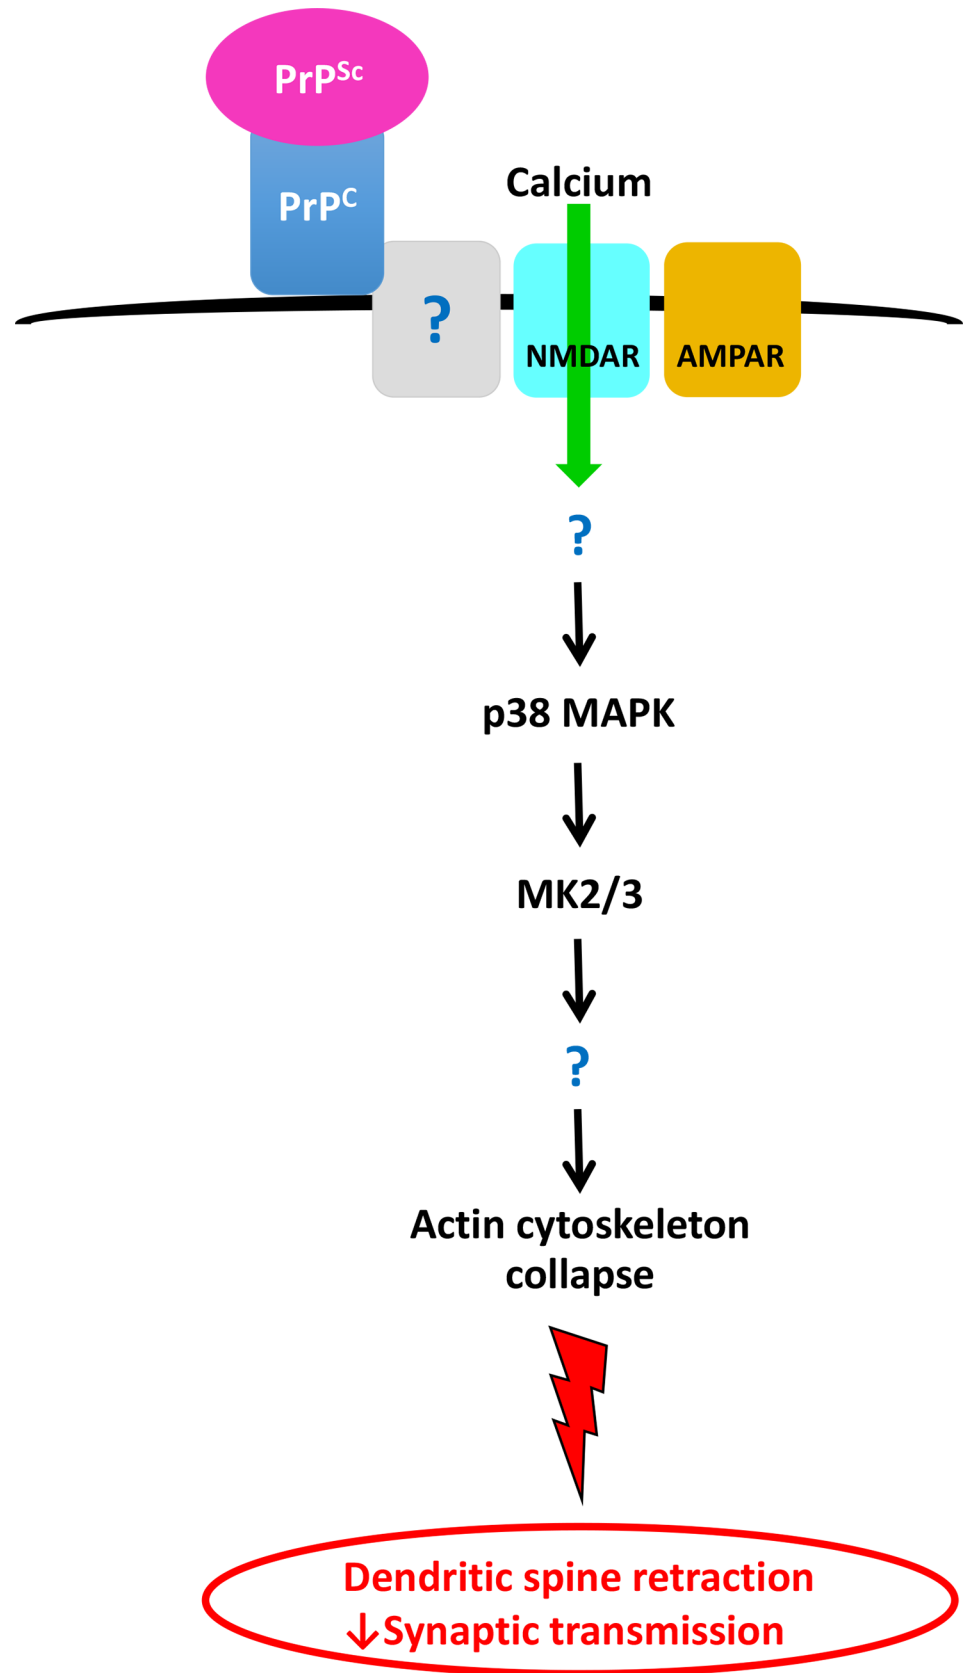 PrPSc
PrPC
Calcium
?
NMDAR
AMPAR
?
p38 MAPK
MK2/3
?
Actin cytoskeleton
collapse
Dendritic spine retraction
↓Synaptic transmission